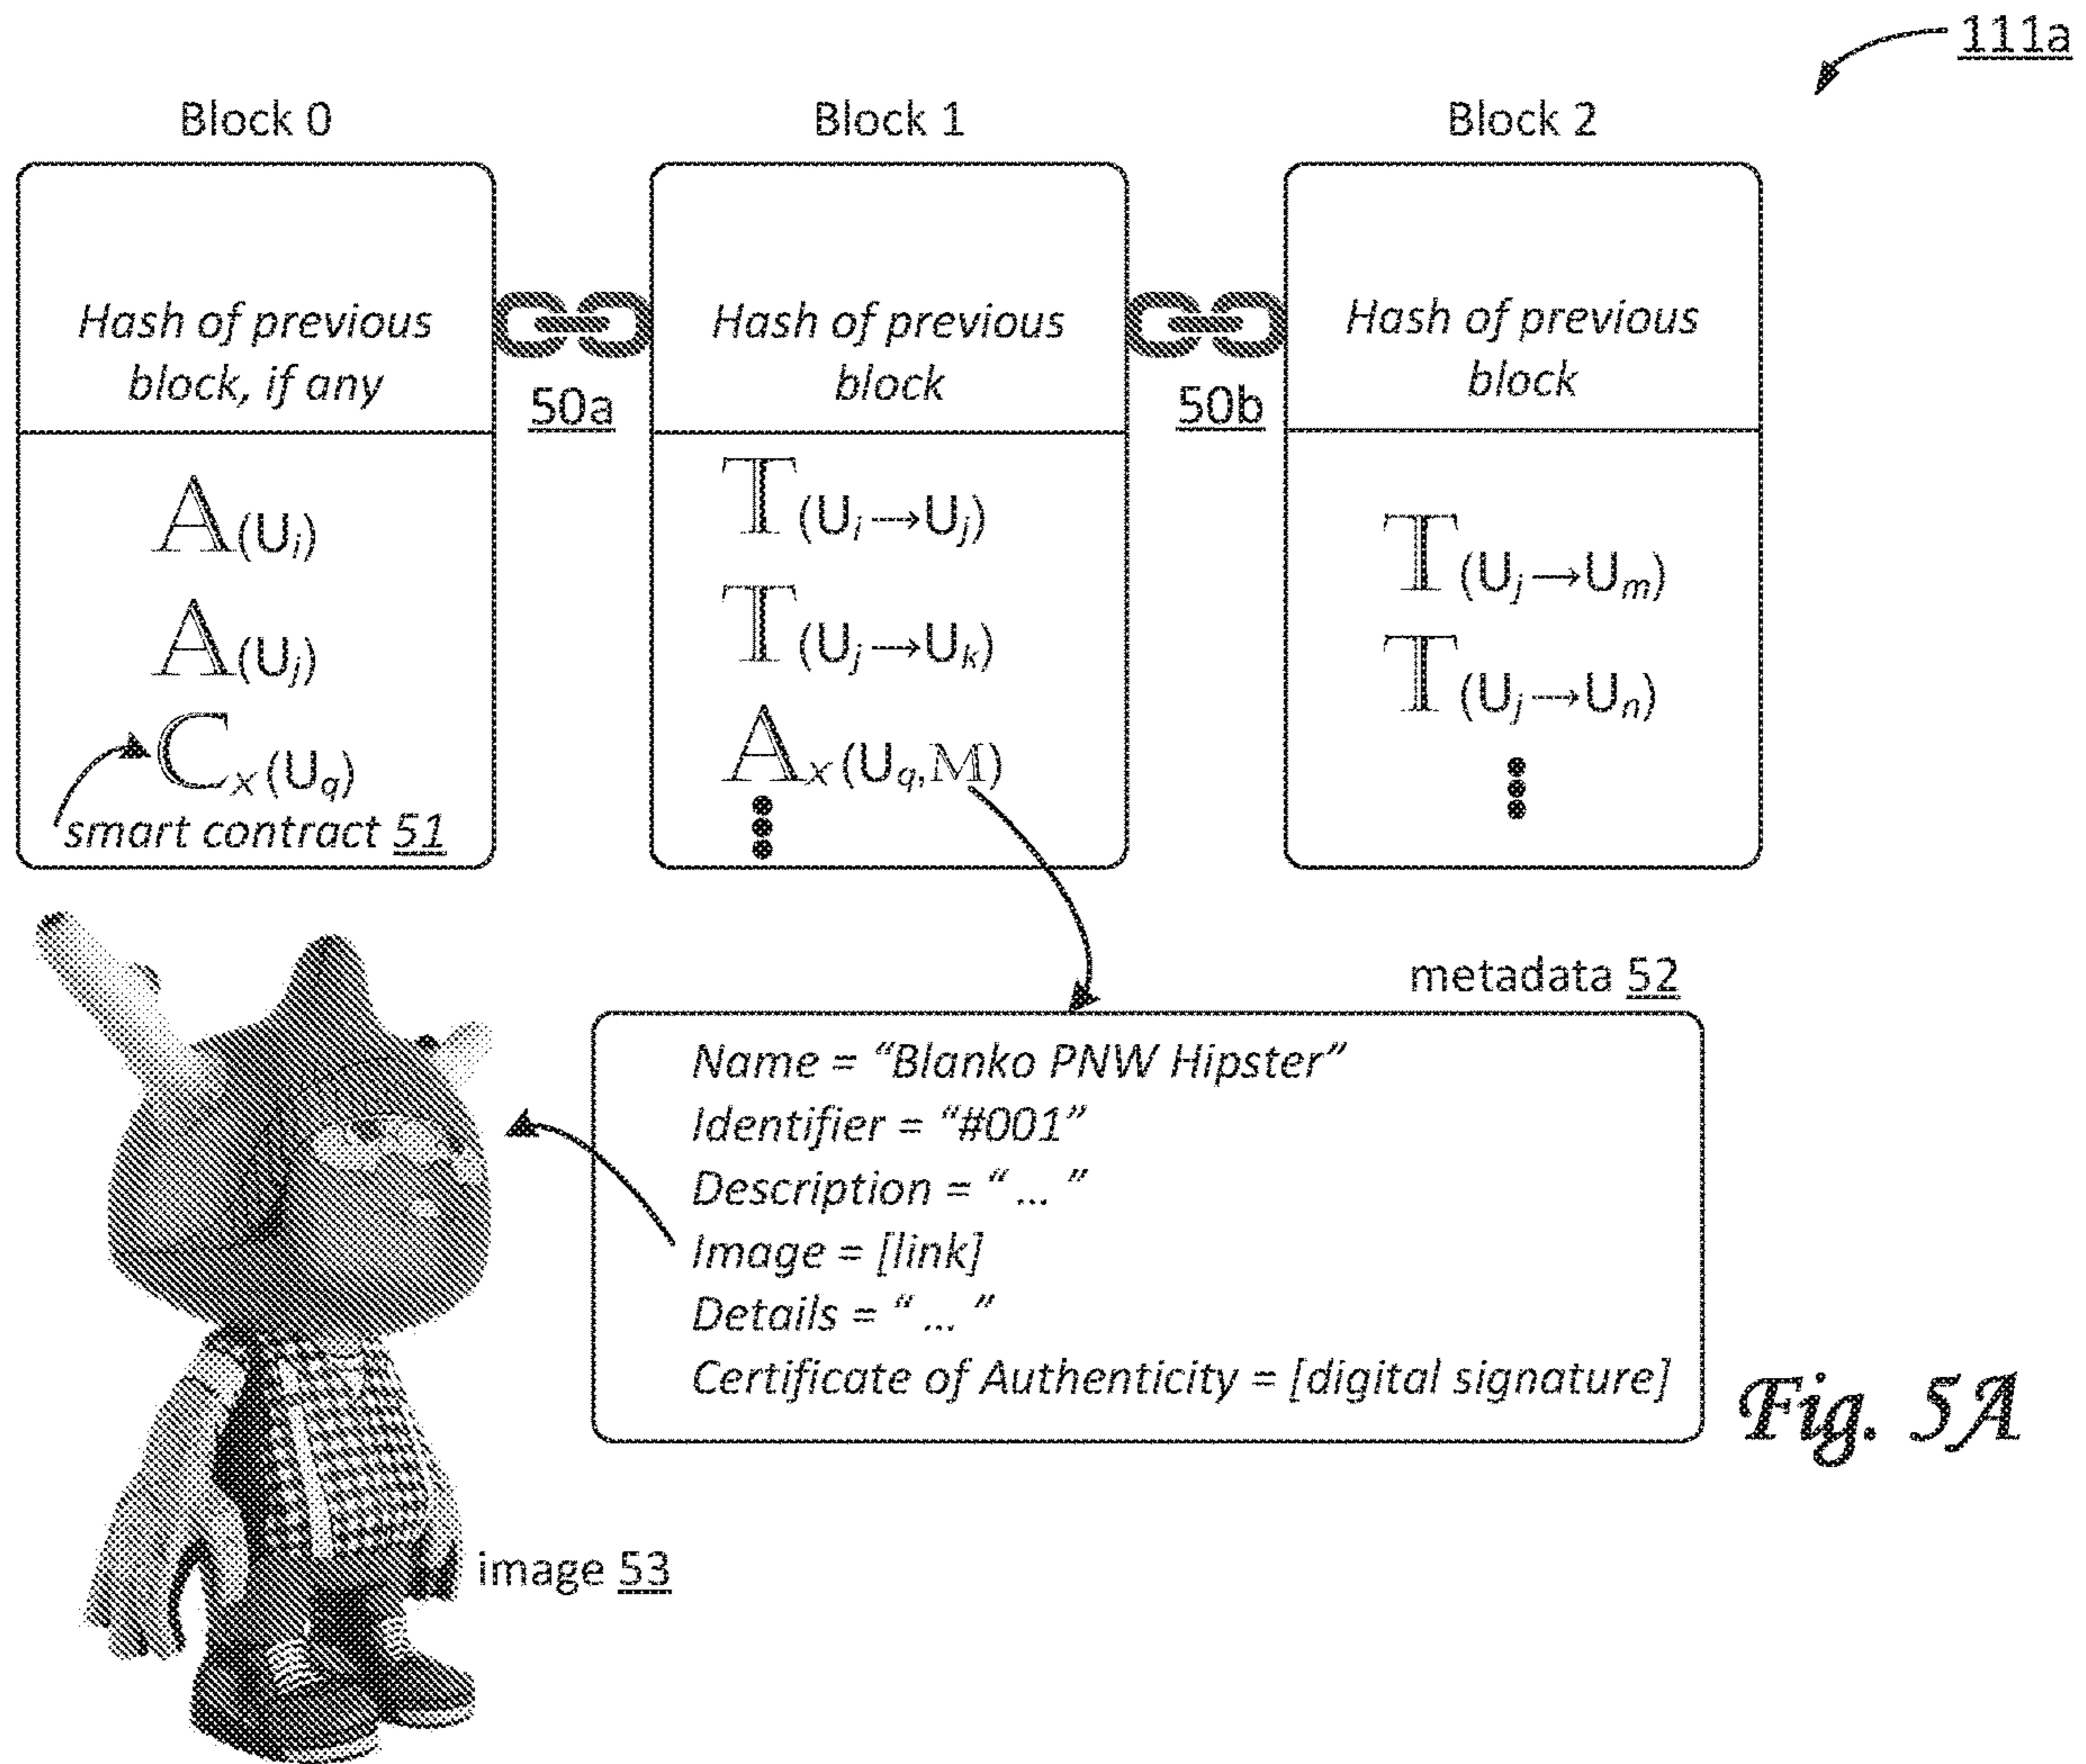 111a
Block 0
Block 1
Block 2
Hash of previous
block, if any
50a
Hash of previous
block
50b
Hash of previous
block
A(Ui)
A(Uj)
Cx(Uq)
smart contract 51
T(Ui→Uj)
T(Uj→Uk)
Ax(Uq,M)
T(Uj→Um)
T(Uj→Un)
metadata 52
Name = “Blanko PNW Hipster”
Identifier = “#001”
Description = “ ... ”
Image = [link]
Details = “ ... ”
Certificate of Authenticity = [digital signature]
Fig. 5A
image 53